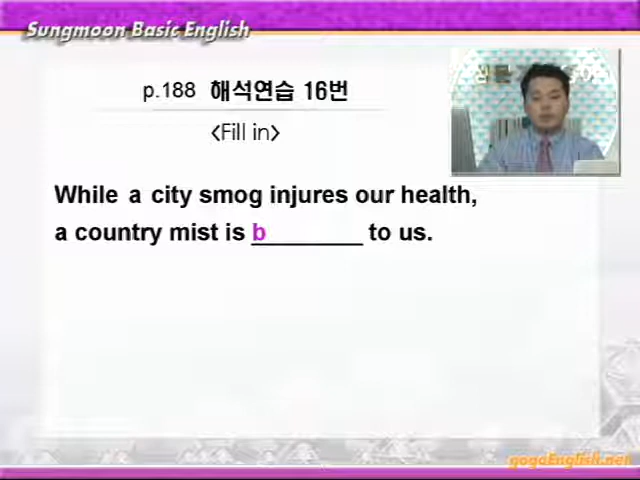 Sungmoon Basic English
p.188 해석연습 16번
<Fill in>
While a city smog injures our health,
a country mist is b________ to us.
gogoEnglish.net